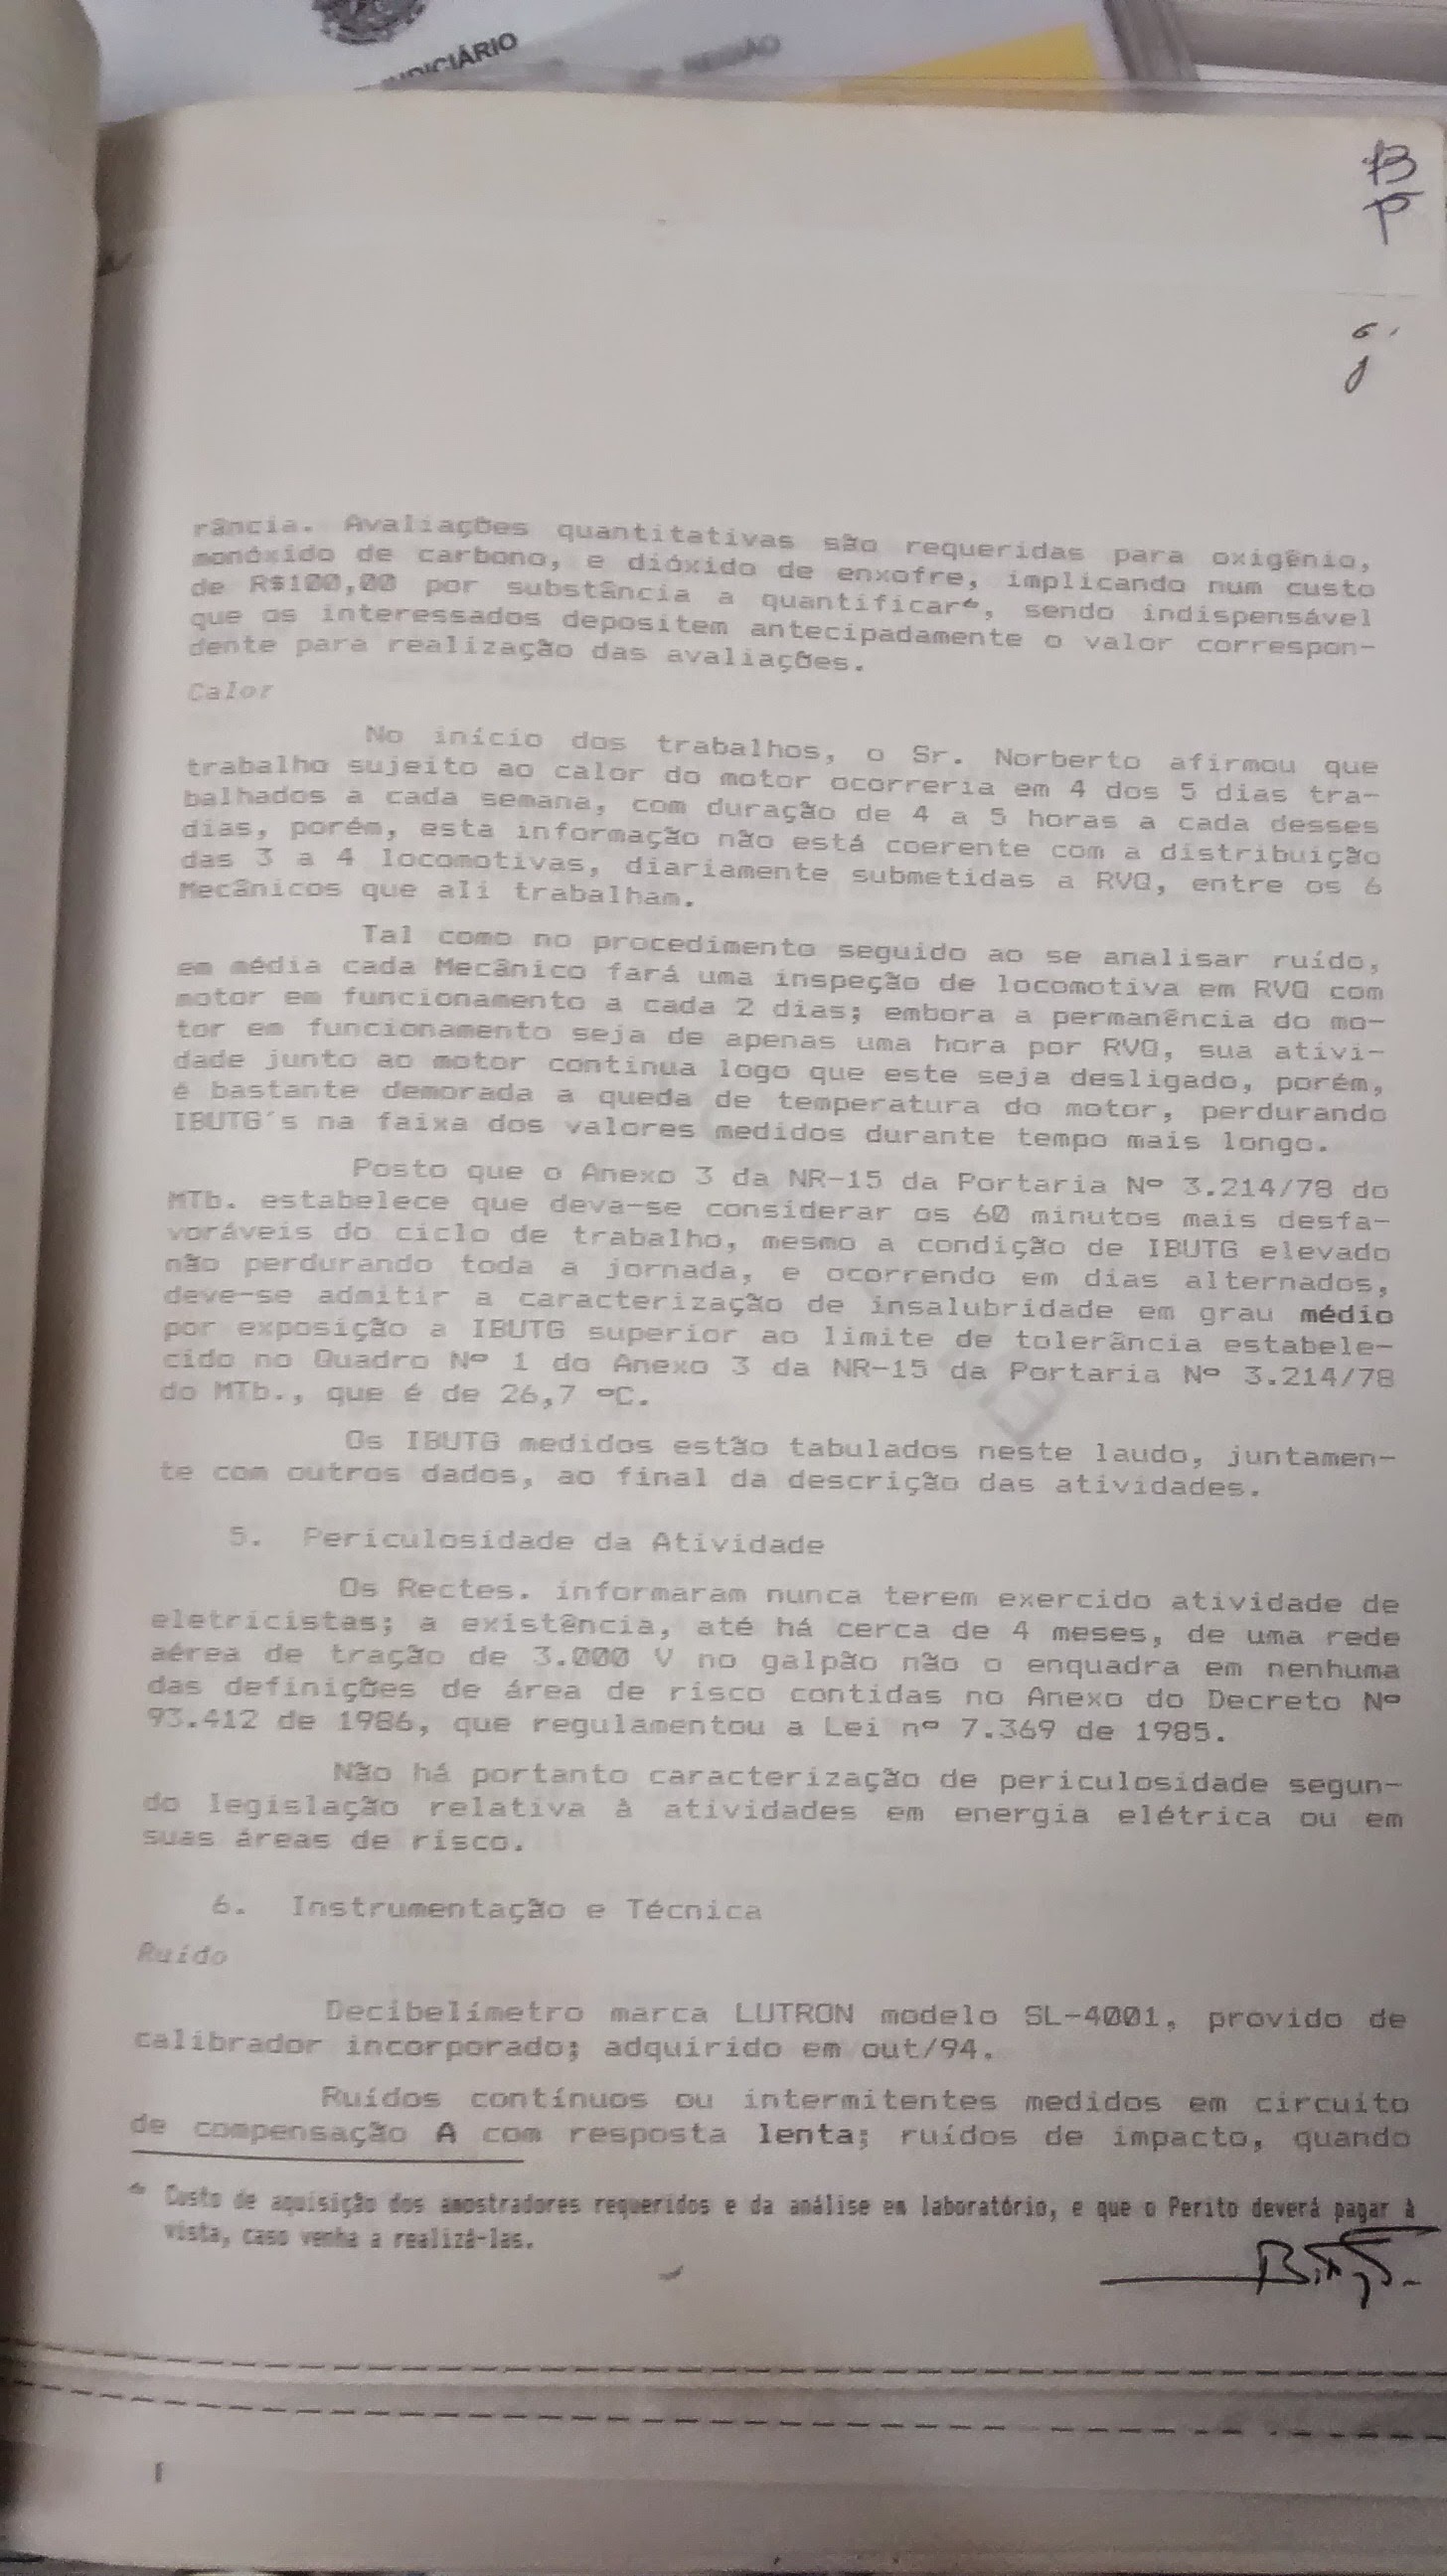 JUDICIÁRIO
REGIÃO
rância. Avaliações quantitativas são requeridas para oxigênio,
monóxido de carbono, e dióxido de enxofre, implicando num custo
de R$100,00 por substância a quantificar*, sendo indispensável
que os interessados depositem antecipadamente o valor correspon-
dente para realização das avaliações.
Calor
No início dos trabalhos, o Sr. Norberto afirmou que
trabalho sujeito ao calor do motor ocorreria em 4 dos 5 dias tra-
balhados a cada semana, com duração de 4 a 5 horas a cada desses
dias, porém, esta informação não está coerente com a distribuição
das 3 a 4 locomotivas, diariamente submetidas a RVQ, entre os 6
Mecânicos que ali trabalham.
Tal como no procedimento seguido ao se analisar ruído,
em média cada Mecânico fará uma inspeção de locomotiva em RVQ com
motor em funcionamento a cada 2 dias; embora a permanência do mo-
tor em funcionamento seja de apenas uma hora por RVQ, sua ativi-
dade junto ao motor continua logo que este seja desligado, porém,
é bastante demorada a queda de temperatura do motor, perdurando
IBUTG's na faixa dos valores medidos durante tempo mais longo.
Posto que o Anexo 3 da NR-15 da Portaria Nº 3.214/78 do
MTb. estabelece que deva-se considerar os 60 minutos mais desfa-
voráveis do ciclo de trabalho, mesmo a condição de IBUTG elevado
não perdurando toda a jornada, e ocorrendo em dias alternados,
deve-se admitir a caracterização de insalubridade em grau médio
por exposição a IBUTG superior ao limite de tolerância estabele-
cido no Quadro Nº 1 do Anexo 3 da NR-15 da Portaria Nº 3.214/78
do MTb., que é de 26,7 ºC.
Os IBUTG medidos estão tabulados neste laudo, juntamen-
te com outros dados, ao final da descrição das atividades.
5. Periculosidade da Atividade
Os Rectes. informaram nunca terem exercido atividade de
eletricistas; a existência, até há cerca de 4 meses, de uma rede
aérea de tração de 3.000 V no galpão não o enquadra em nenhuma
das definições de área de risco contidas no Anexo do Decreto Nº
93.412 de 1986, que regulamentou a Lei nº 7.369 de 1985.
Não há portanto caracterização de periculosidade segun-
do legislação relativa à atividades em energia elétrica ou em
suas áreas de risco.
6. Instrumentação e Técnica
Ruído
Decibelímetro marca LUTRON modelo SL-4001, provido de
calibrador incorporado; adquirido em out/94.
Ruídos contínuos ou intermitentes medidos em circuito
de compensação A com resposta lenta; ruídos de impacto, quando
* Custo de aquisição dos amostradores requeridos e da análise em laboratório, e que o Perito deverá pagar à
vista, caso venha a realizá-las.